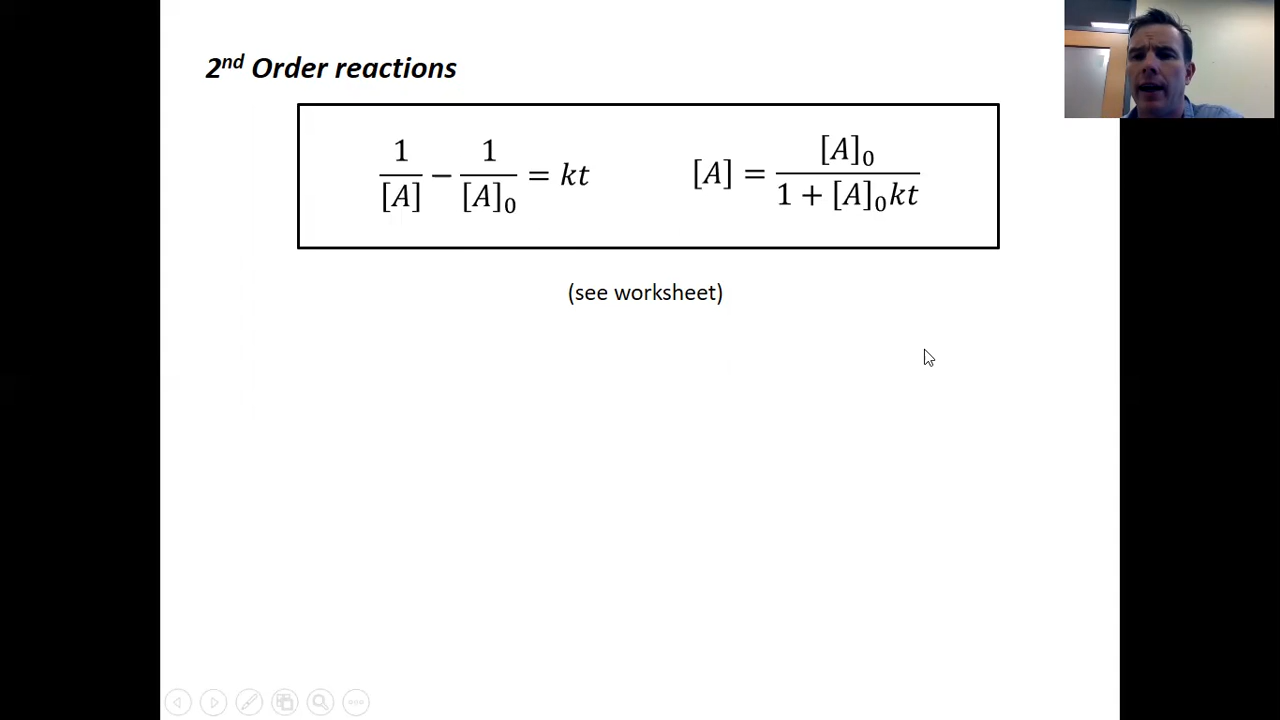 2nd Order reactions
1/[A] − 1/[A]₀ = kt
[A] = [A]₀/(1 + [A]₀kt)
(see worksheet)